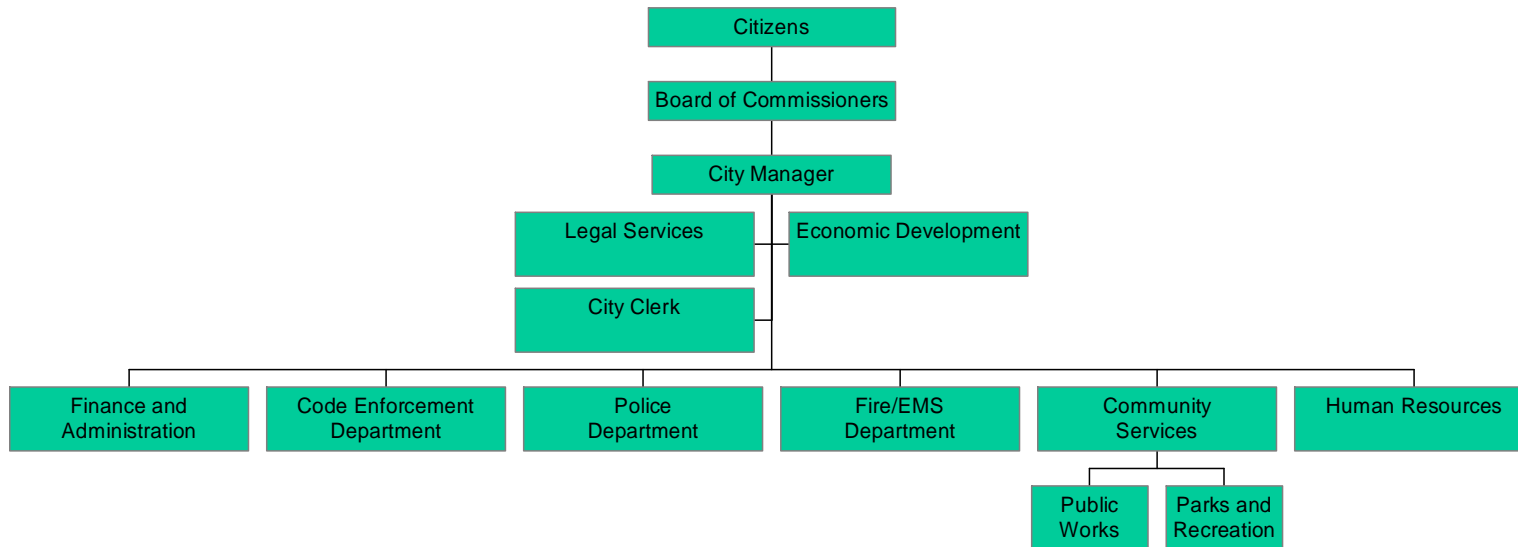 Citizens
Board of Commissioners
City Manager
Legal Services
Economic Development
City Clerk
Finance and
Administration
Code Enforcement
Department
Police
Department
Fire/EMS
Department
Community
Services
Human Resources
Public
Works
Parks and
Recreation